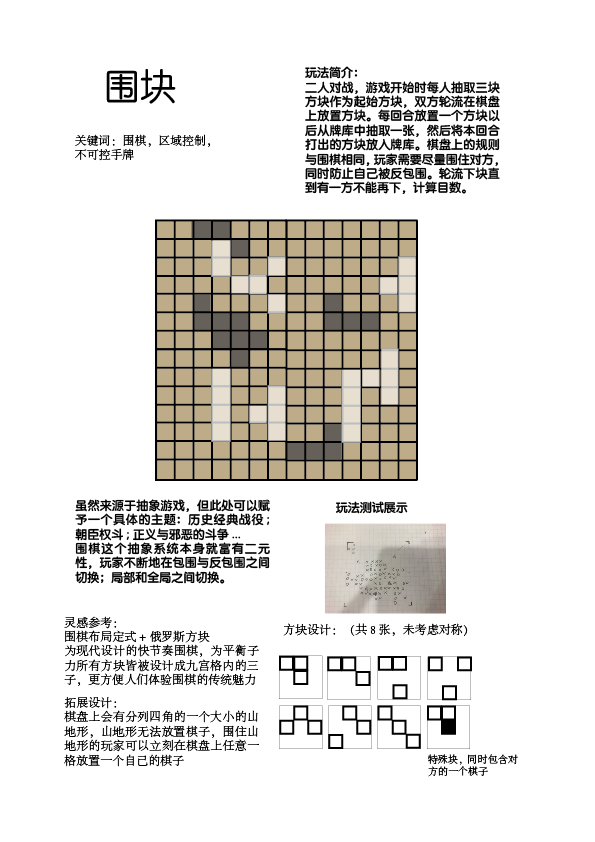 围块
关键词：围棋，区域控制，
不可控手牌
玩法简介：
二人对战，游戏开始时每人抽取三块
方块作为起始方块，双方轮流在棋盘
上放置方块。每回合放置一个方块以
后从牌库中抽取一张，然后将本回合
打出的方块放入牌库。棋盘上的规则
与围棋相同，玩家需要尽量围住对方，
同时防止自己被反包围。轮流下块直
到有一方不能再下，计算目数。
虽然来源于抽象游戏，但此处可以赋
予一个具体的主题：历史经典战役；
朝臣权斗；正义与邪恶的斗争 ...
围棋这个抽象系统本身就富有二元
性，玩家不断地在包围与反包围之间
切换；局部和全局之间切换。
玩法测试展示
灵感参考：
围棋布局定式 + 俄罗斯方块
为现代设计的快节奏围棋，为平衡子
力所有方块皆被设计成九宫格内的三
子，更方便人们体验围棋的传统魅力
拓展设计：
棋盘上会有分列四角的一个大小的山
地形，山地形无法放置棋子，围住山
地形的玩家可以立刻在棋盘上任意一
格放置一个自己的棋子
方块设计：（共 8 张，未考虑对称）
特殊块，同时包含对
方的一个棋子